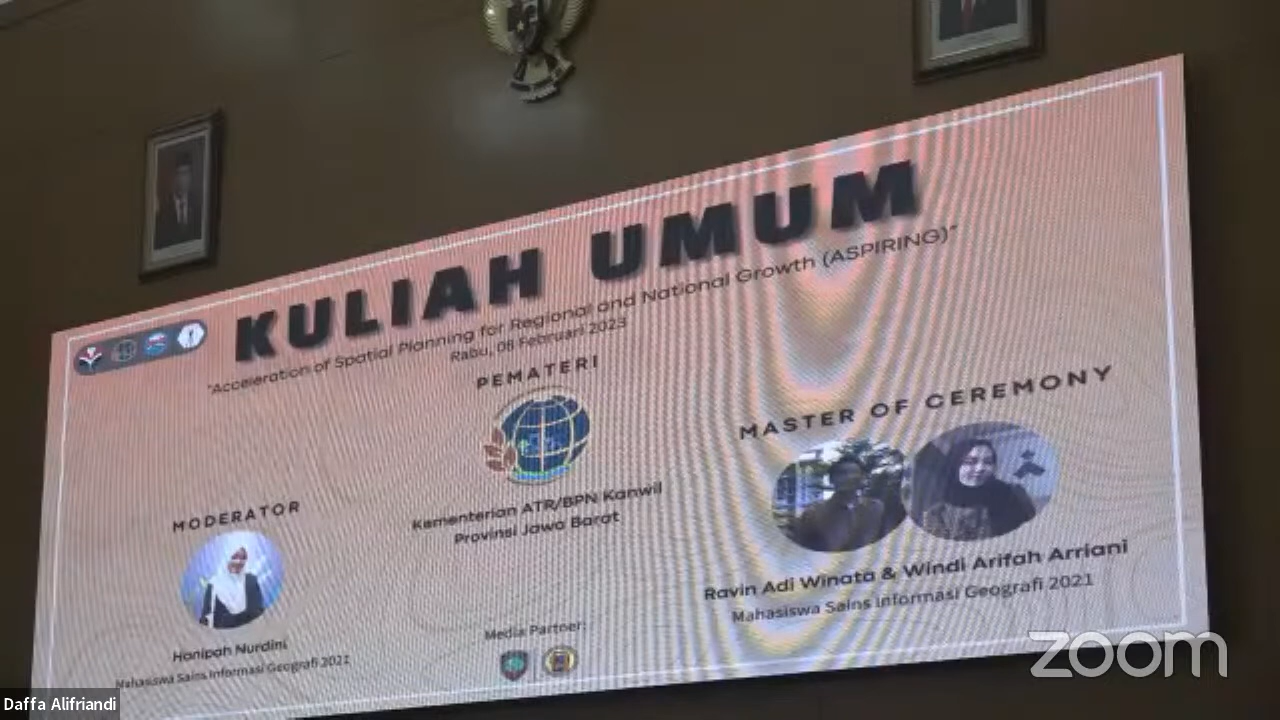 KULIAH UMUM
"Acceleration of Spatial Planning for Regional and National Growth (ASPIRING)"
Rabu, 08 Februari 2023
PEMATERI
Kementerian ATR/BPN Kanwil
Provinsi Jawa Barat
MODERATOR
Hanipah Nurdini
Mahasiswa Sains Informasi Geografi 2021
MASTER OF CEREMONY
Ravin Adi Winata & Windi Arifah Arriani
Mahasiswa Sains Informasi Geografi 2021
Media Partner:
zoom
Daffa Alifriandi